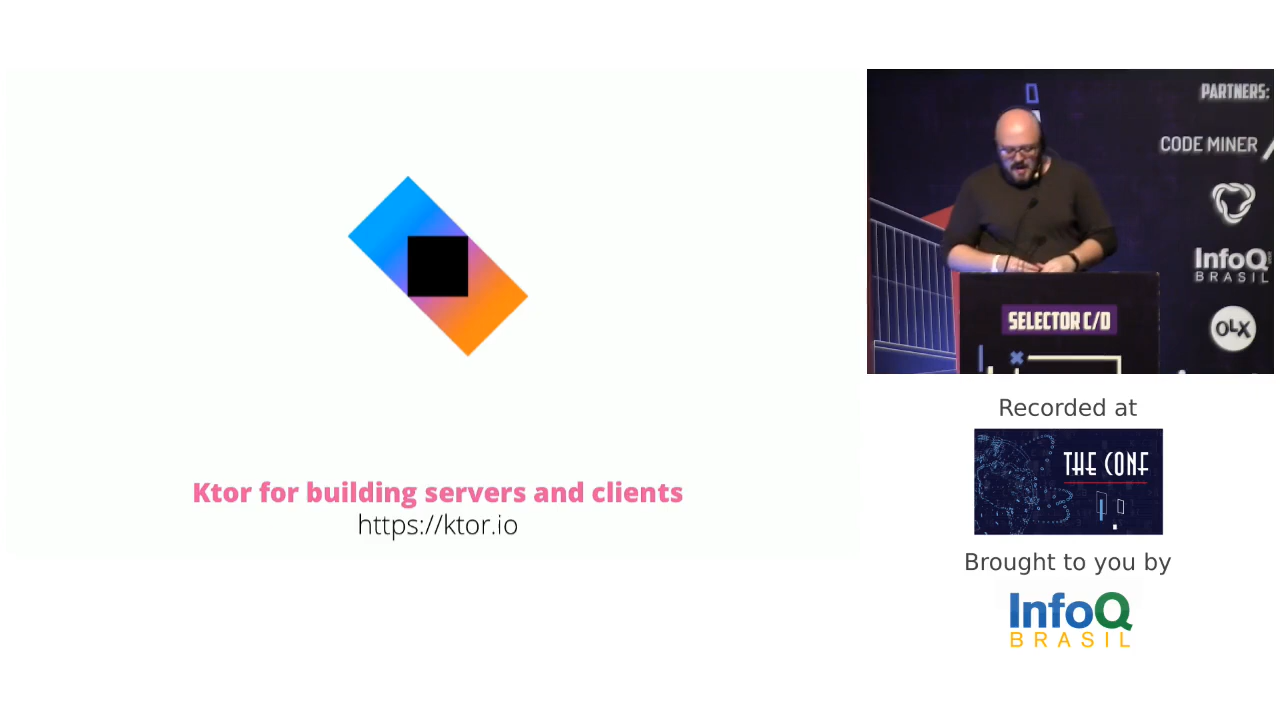 Ktor for building servers and clients
https://ktor.io
PARTNERS:
CODE MINER
InfoQ
BRASIL
OLX
SELECTOR C/D
Recorded at
THE CONF
Brought to you by
InfoQ
BRASIL